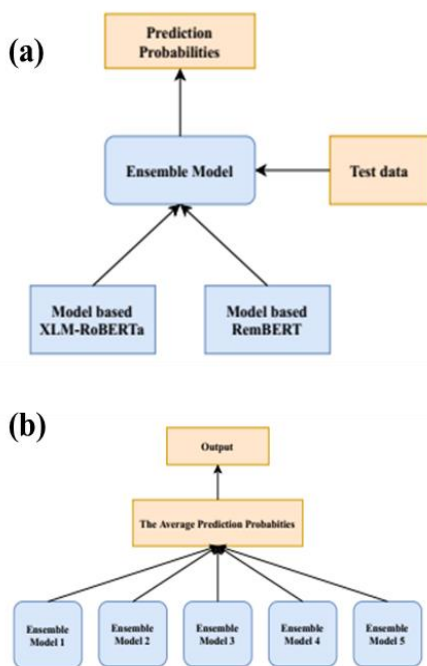 (a)
Prediction
Probabilities
Ensemble Model
Test data
Model based
XLM-RoBERTa
Model based
RemBERT
(b)
Output
The Average Prediction Probabities
Ensemble
Model 1
Ensemble
Model 2
Ensemble
Model 3
Ensemble
Model 4
Ensemble
Model 5